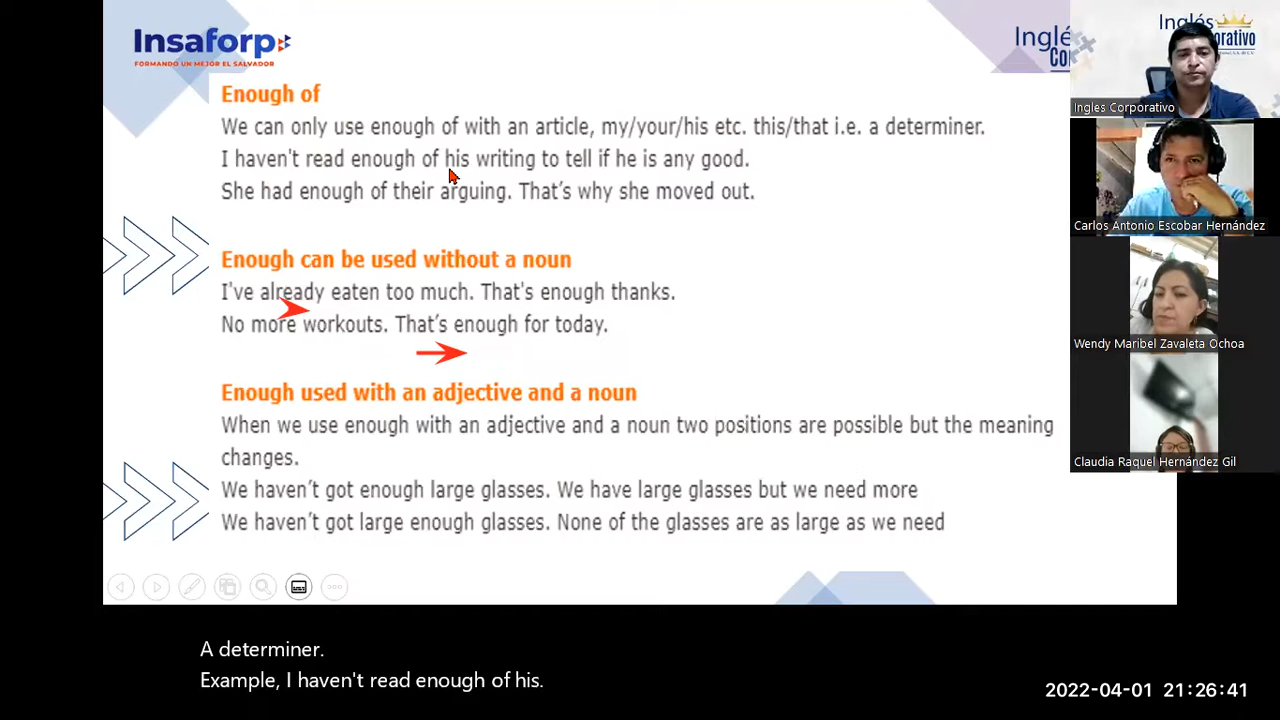 Insaforp
FORMANDO UN MEJOR EL SALVADOR
Enough of
We can only use enough of with an article, my/your/his etc. this/that i.e. a determiner.
I haven't read enough of his writing to tell if he is any good.
She had enough of their arguing. That's why she moved out.
Enough can be used without a noun
I've already eaten too much. That's enough thanks.
No more workouts. That's enough for today.
Enough used with an adjective and a noun
When we use enough with an adjective and a noun two positions are possible but the meaning
changes.
We haven't got enough large glasses. We have large glasses but we need more
We haven't got large enough glasses. None of the glasses are as large as we need
Inglés
Ingles Corporativo
Carlos Antonio Escobar Hernández
Wendy Maribel Zavaleta Ochoa
Claudia Raquel Hernández Gil
A determiner.
Example, I haven't read enough of his.
2022-04-01 21:26:41